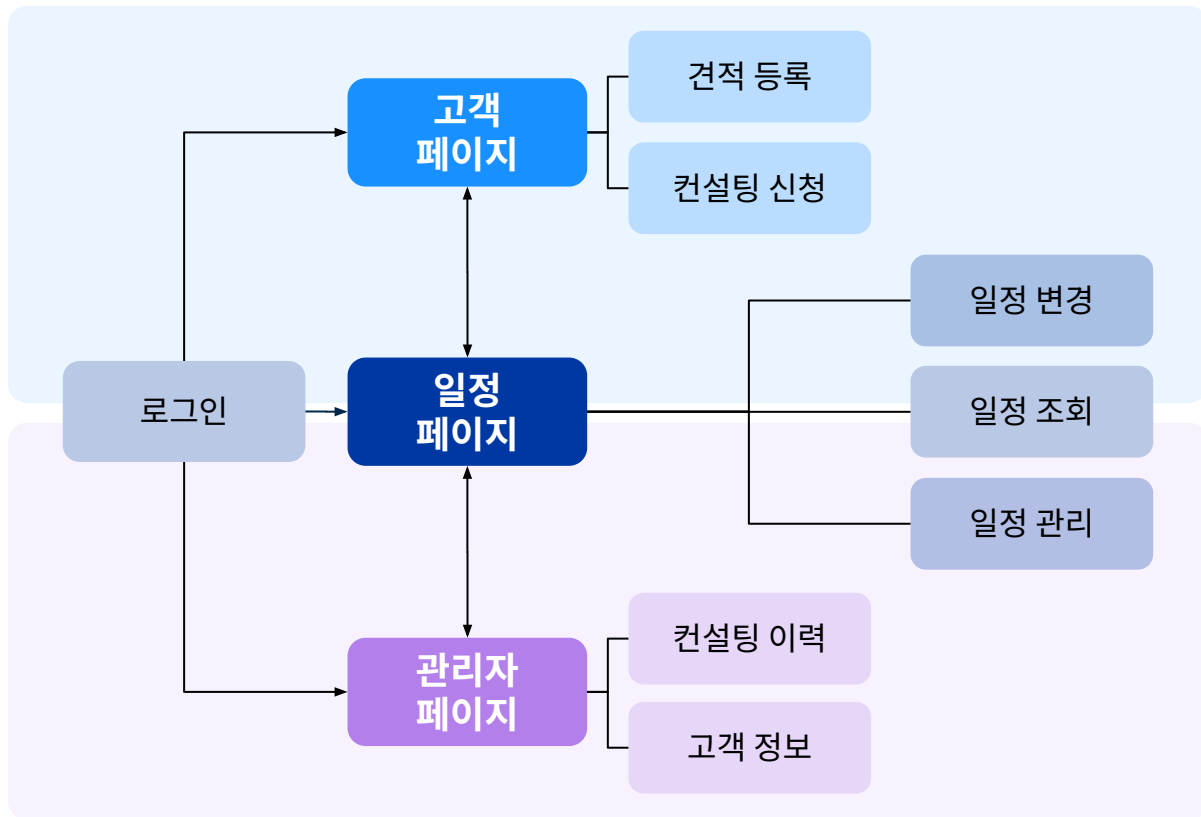 고객
페이지
견적 등록
컨설팅 신청
로그인
일정
페이지
일정 변경
일정 조회
일정 관리
관리자
페이지
컨설팅 이력
고객 정보